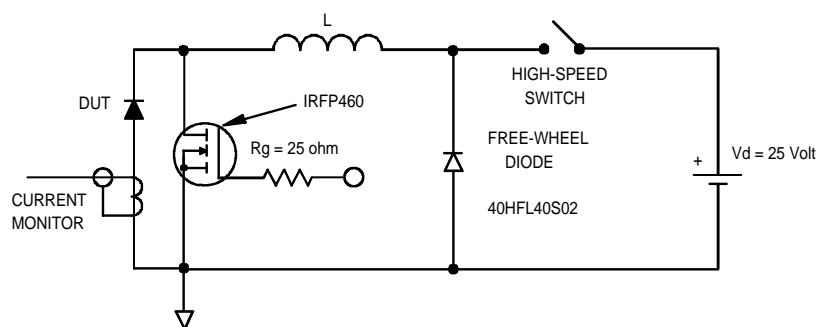 L
HIGH-SPEED
SWITCH
IRFP460
DUT
Rg = 25 ohm
FREE-WHEEL
DIODE
+
Vd = 25 Volt
CURRENT
MONITOR
40HFL40S02